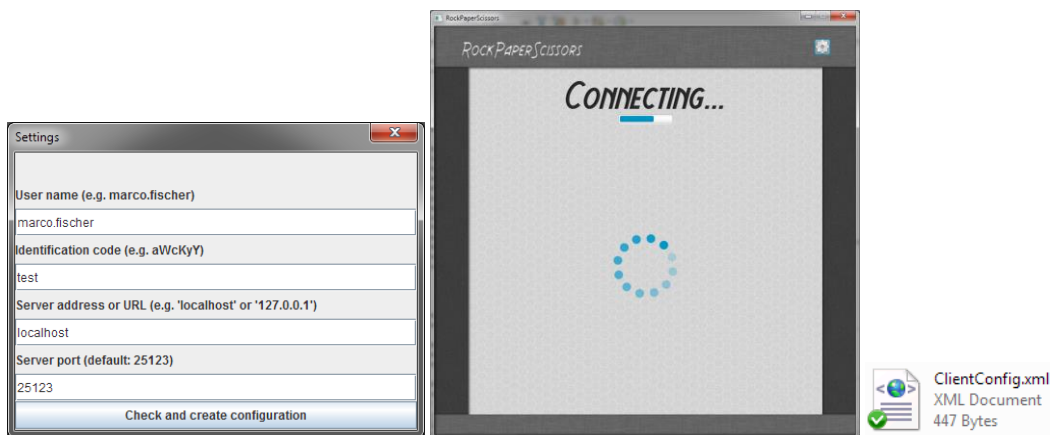 Settings
User name (e.g. marco.fischer)
marco.fischer
Identification code (e.g. aWcKyY)
test
Server address or URL (e.g. 'localhost' or '127.0.0.1')
localhost
Server port (default: 25123)
25123
Check and create configuration
RockPaperScissors
RockPaperScissors
Connecting...
ClientConfig.xml
XML Document
447 Bytes